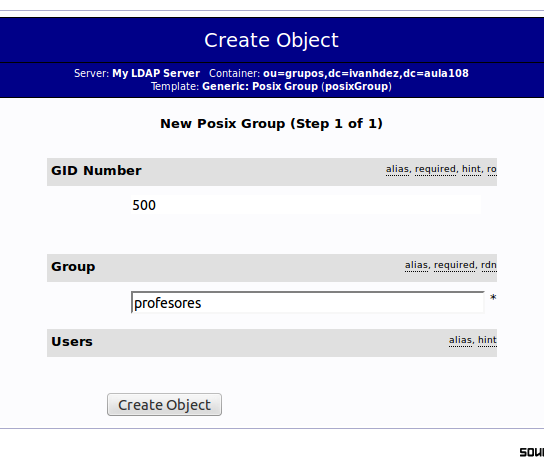 Create Object
Server: My LDAP Server Container: ou=grupos,dc=ivanhdez,dc=aula108
Template: Generic: Posix Group (posixGroup)
New Posix Group (Step 1 of 1)
GID Number alias, required, hint, ro
500
Group alias, required, rdn
profesores *
Users alias, hint
Create Object